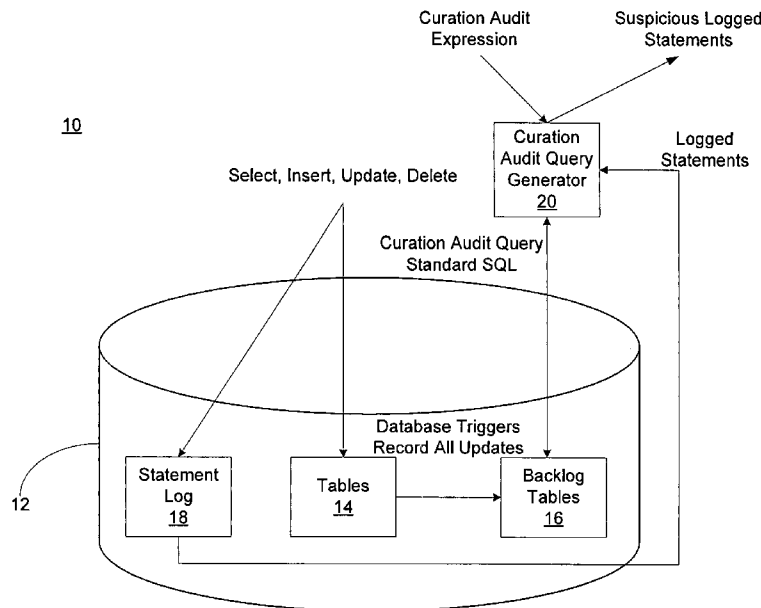 Curation Audit
Expression
Suspicious Logged
Statements
10
Curation
Audit Query
Generator
20
Logged
Statements
Select, Insert, Update, Delete
Curation Audit Query
Standard SQL
Database Triggers
Record All Updates
Statement
Log
18
Tables
14
Backlog
Tables
16
12